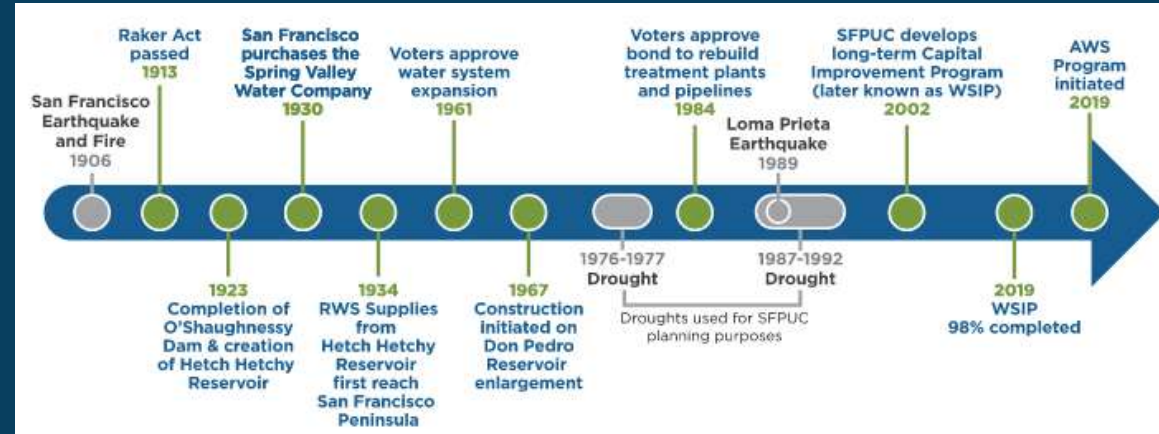 Raker Act
passed
1913
San Francisco
purchases the
Spring Valley
Water Company
1930
Voters approve
water system
expansion
1961
Voters approve
bond to rebuild
treatment plants
and pipelines
1984
SFPUC develops
long-term Capital
Improvement Program
(later known as WSIP)
2002
AWS
Program
initiated
2019
San Francisco
Earthquake
and Fire
1906
Loma Prieta
Earthquake
1989
1923
Completion of
O'Shaughnessy
Dam & creation
of Hetch Hetchy
Reservoir
1934
RWS Supplies
from
Hetch Hetchy
Reservoir
first reach
San Francisco
Peninsula
1967
Construction
initiated on
Don Pedro
Reservoir
enlargement
1976-1977
Drought
1987-1992
Drought
Droughts used for SFPUC
planning purposes
2019
WSIP
98% completed